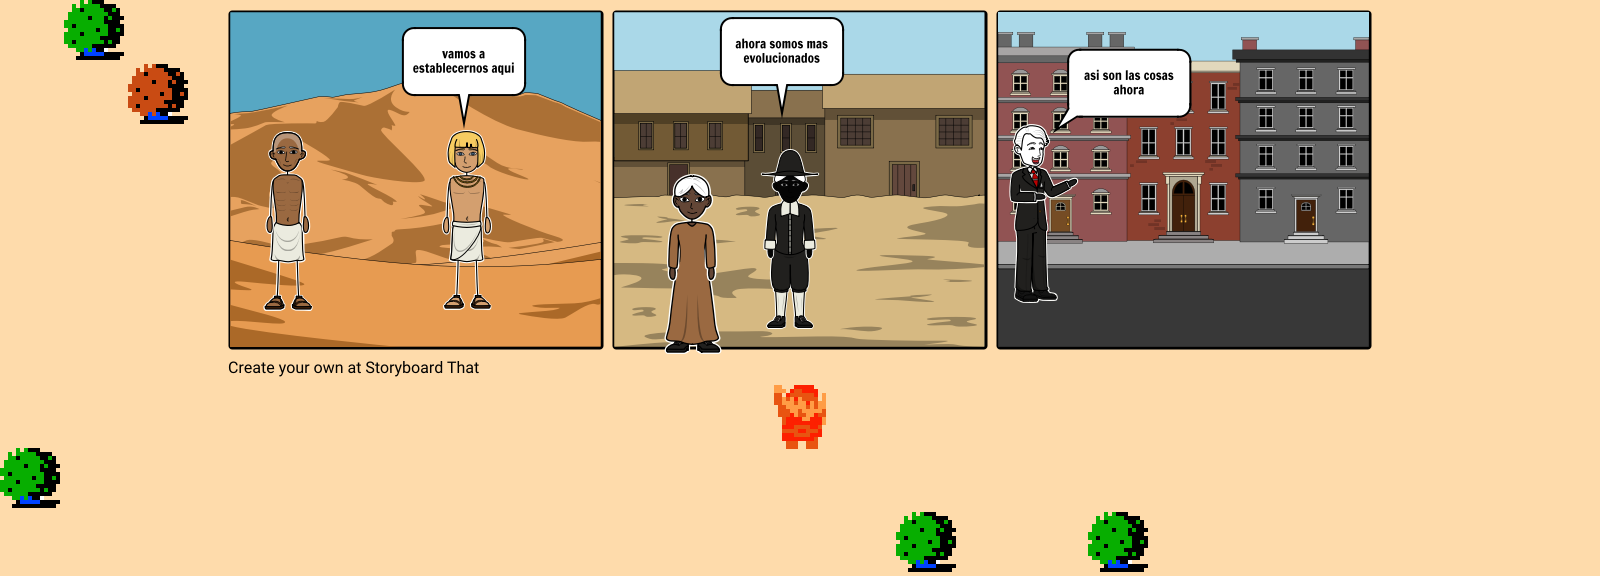 vamos a
establecernos aqui
ahora somos mas
evolucionados
asi son las cosas
ahora
Create your own at Storyboard That